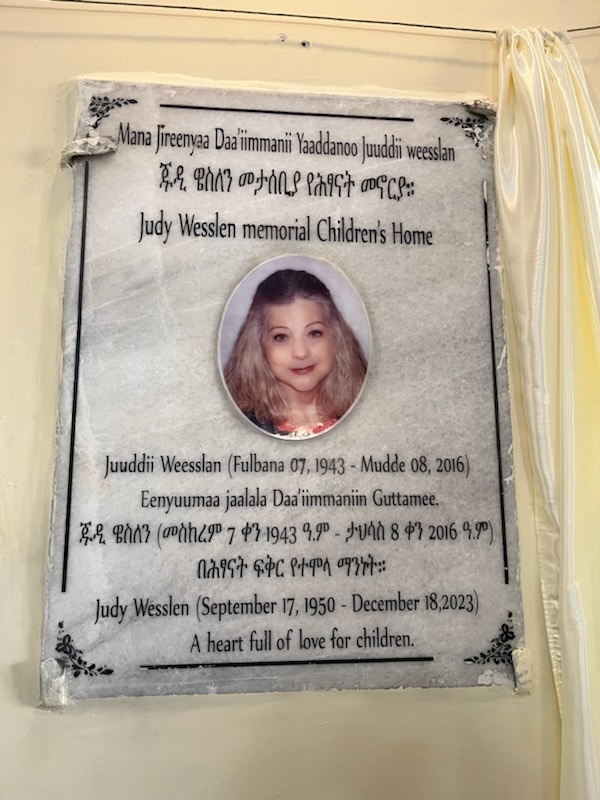 Mana Jireenyaa Daa'iimmanii Yaaddanoo Juuddii weesslan
ጁዲ ዌስለን መታሰቢያ የሕፃናት መኖርያ።
Judy Wesslen memorial Children's Home
Juuddii Weesslan (Fulbana 07, 1943 - Mudde 08, 2016)
Eenyuumaa jaalala Daa'iimmaniin Guttamee.
ጁዲ ዌስለን (መስከረም 7 ቀን 1943 ዓ.ም - ታህሳስ 8 ቀን 2016 ዓ.ም)
በሕፃናት ፍቅር የተሞላ ማንነት።
Judy Wesslen (September 17, 1950 - December 18,2023)
A heart full of love for children.